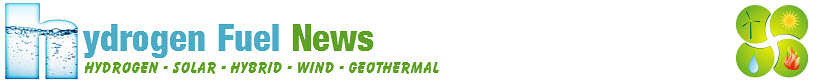 hydrogen Fuel News
HYDROGEN - SOLAR - HYBRID - WIND - GEOTHERMAL